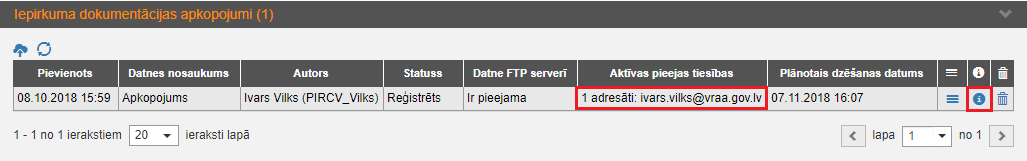 Iepirkuma dokumentācijas apkopojumi (1)
Pievienots Datnes nosaukums Autors Statuss Datne FTP serverī Aktīvas pieejas tiesības Plānotais dzēšanas datums
08.10.2018 15:59 Apkopojums Ivars Vilks (PIRCV_Vilks) Reģistrēts Ir pieejama 1 adresāti: ivars.vilks@vraa.gov.lv 07.11.2018 16:07
1 - 1 no 1 ierakstiem 20 ieraksti lapā lapa 1 no 1